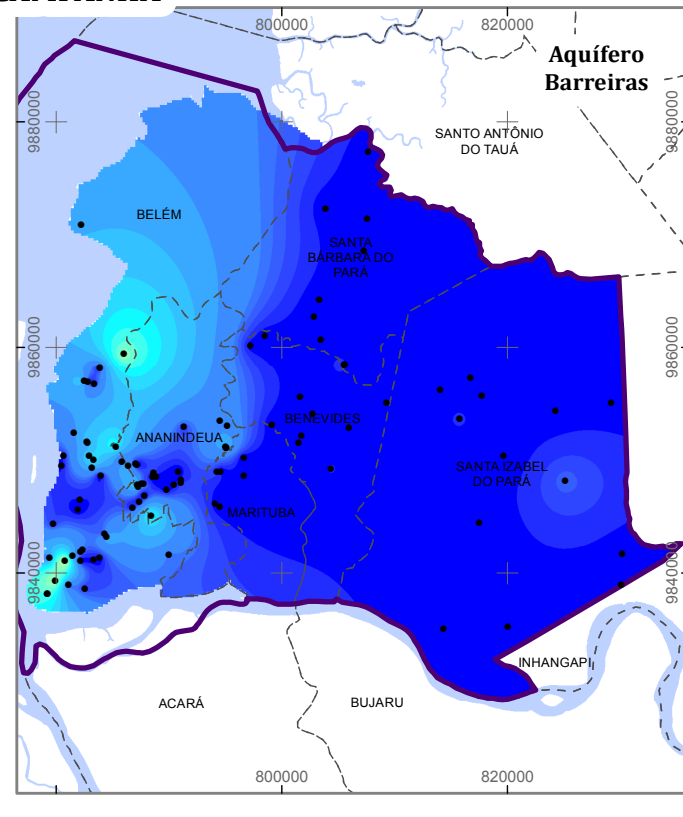 800000
820000
Aquífero
Barreiras
9880000
9880000
SANTO ANTÔNIO
DO TAUÁ
BELÉM
SANTA
BÁRBARA DO
PARÁ
9860000
9860000
BENEVIDES
ANANINDEUA
SANTA IZABEL
DO PARÁ
MARITUBA
9840000
9840000
INHANGAPI
ACARÁ
BUJARU
800000
820000